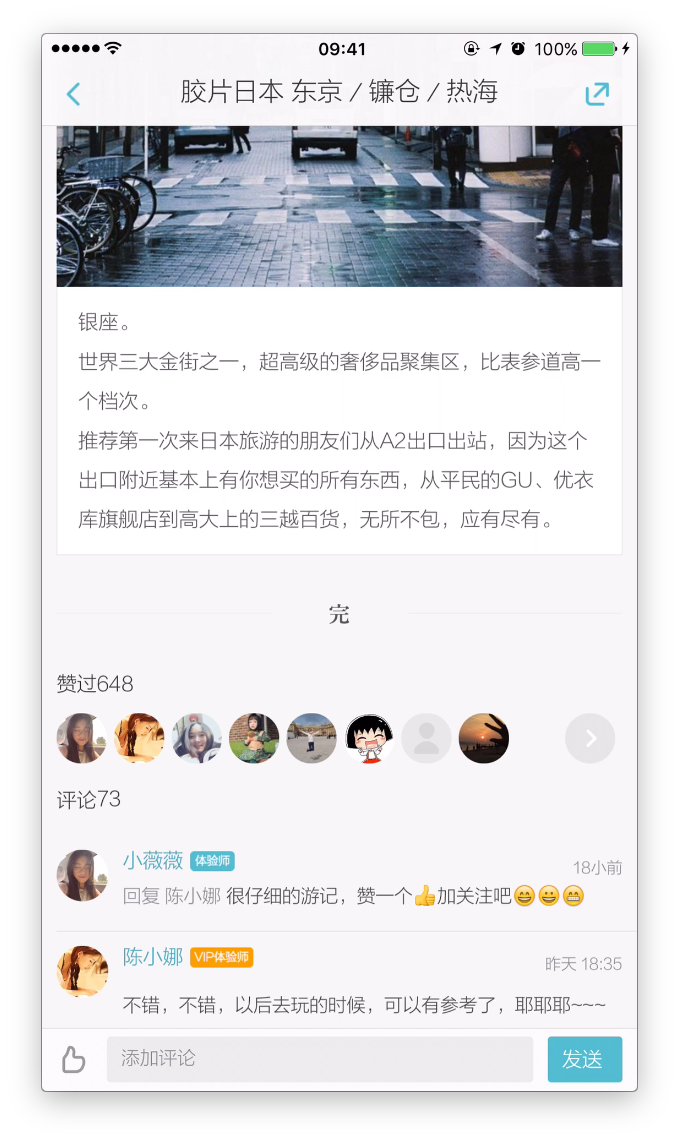 09:41
100%
胶片日本 东京 / 镰仓 / 热海
银座。
世界三大金街之一，超高级的奢侈品聚集区，比表参道高一
个档次。
推荐第一次来日本旅游的朋友们从A2出口出站，因为这个
出口附近基本上有你想买的所有东西，从平民的GU、优衣
库旗舰店到高大上的三越百货，无所不包，应有尽有。
完
赞过648
评论73
小薇薇 体验师
18小前
回复 陈小娜 很仔细的游记，赞一个👍加关注吧😄😀😁
陈小娜 VIP体验师
昨天 18:35
不错，不错，以后去玩的时候，可以有参考了，耶耶耶~~~
添加评论
发送